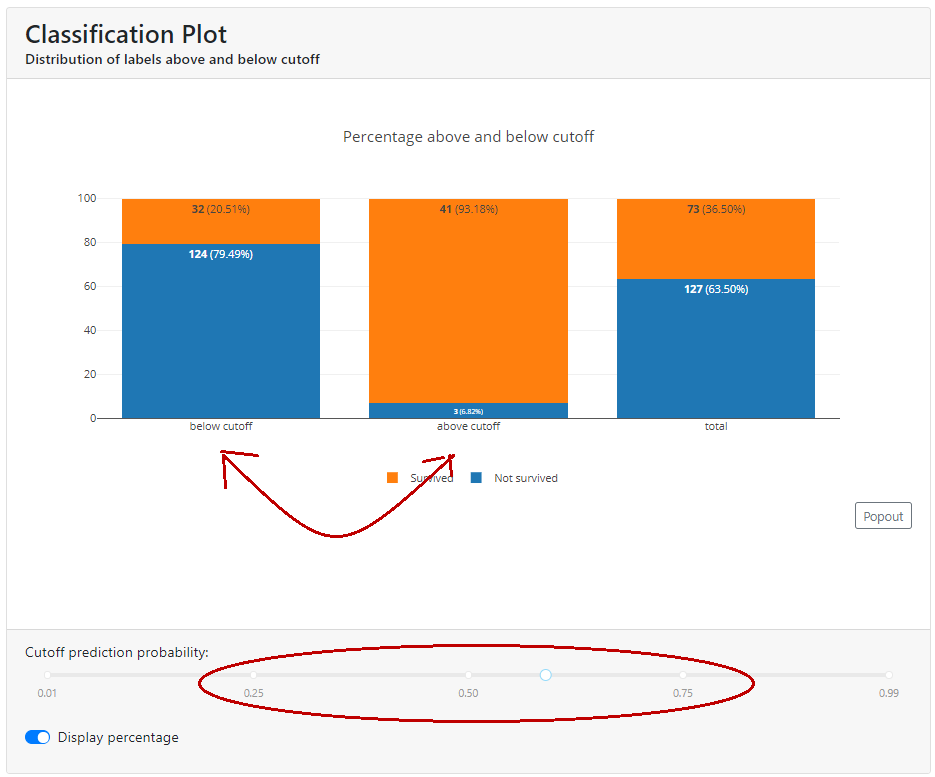 Classification Plot
Distribution of labels above and below cutoff
Percentage above and below cutoff
100
80
60
40
20
0
32 (20.51%)
124 (79.49%)
41 (93.18%)
3 (6.82%)
73 (36.50%)
127 (63.50%)
below cutoff above cutoff total
Survived Not survived
Popout
Cutoff prediction probability:
0.01 0.25 0.50 0.75 0.99
Display percentage